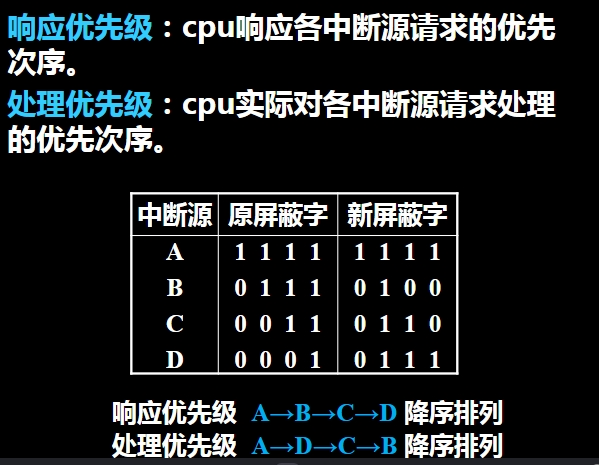 响应优先级：cpu响应各中断源请求的优先
次序。
处理优先级：cpu实际对各中断源请求处理
的优先次序。
中断源 原屏蔽字 新屏蔽字
A 1 1 1 1 1 1 1 1
B 0 1 1 1 0 1 0 0
C 0 0 1 1 0 1 1 0
D 0 0 0 1 0 1 1 1
响应优先级 A→B→C→D 降序排列
处理优先级 A→D→C→B 降序排列